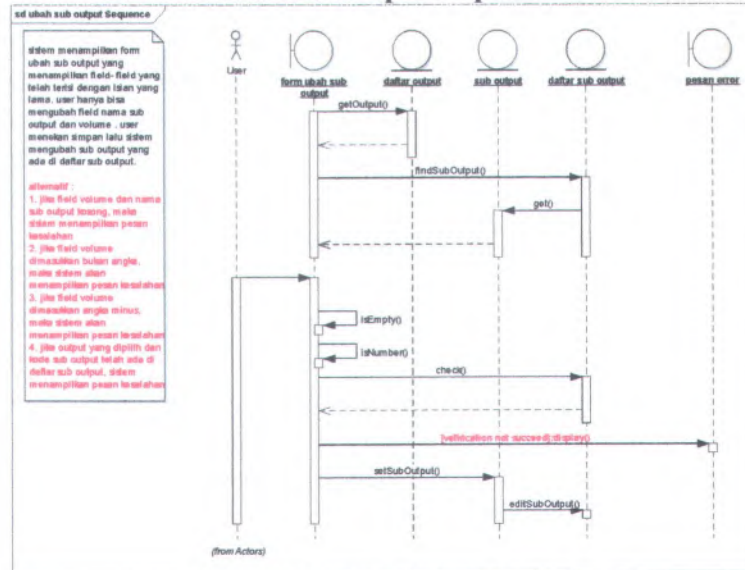 sd ubah sub output Sequence
sistem menampilkan form
ubah sub output yang
menampilkan field- field yang
telah terisi dengan isian yang
lama. user hanya bisa
mengubah field nama sub
output dan volume . user
menekan simpan lalu sistem
mengubah sub output yang
ada di daftar sub output.
alternatif :
1. jika field volume dan nama
sub output kosong, maka
sistem menampilkan pesan
kesalahan
2. jika field volume
dimasukkan bukan angka,
maka sistem akan
menampilkan pesan kesalahan
3. jika field volume
dimasukkan angka minus,
maka sistem akan
menampilkan pesan kesalahan
4. jika output yang dipilih dan
kode sub output telah ada di
daftar sub output, sistem
menampilkan pesan kesalahan
User
form ubah sub
output
daftar output
sub output
daftar sub output
pesan error
getOutput()
findSubOutput()
get()
isEmpty()
isNumber()
check()
[vallidation not succeed]:display()
setSubOutput()
editSubOutput()
(from Actors)